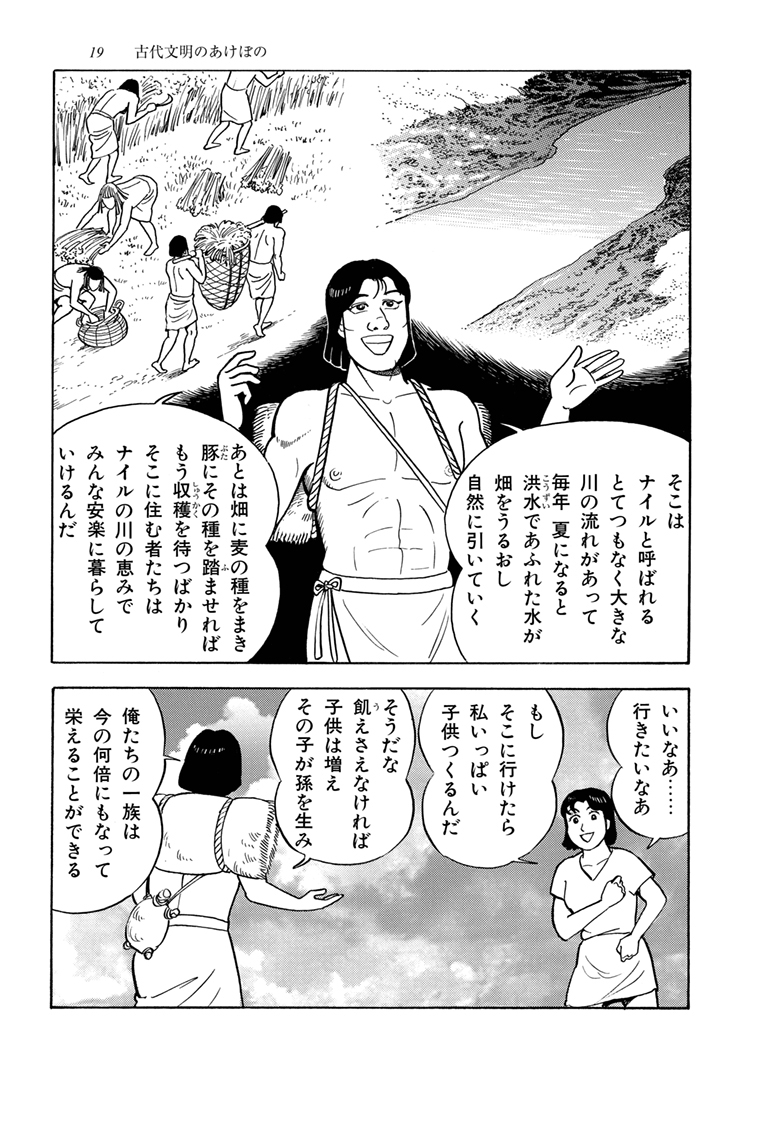 19 古代文明のあけぼの
そこは
ナイルと呼ばれる
とてつもなく大きな
川の流れがあって
毎年 夏になると
洪水であふれた水が
畑をうるおし
自然に引いていく
あとは畑に麦の種をまき
豚にその種を踏ませれば
もう収穫を待つばかり
そこに住む者たちは
ナイルの川の恵みで
みんな安楽に暮らして
いけるんだ
いいなあ……
行きたいなあ
もし
そこに行けたら
私いっぱい
子供つくるんだ
そうだな
飢えさえなければ
子供は増え
その子が孫を生み
俺たちの一族は
今の何倍にもなって
栄えることができる